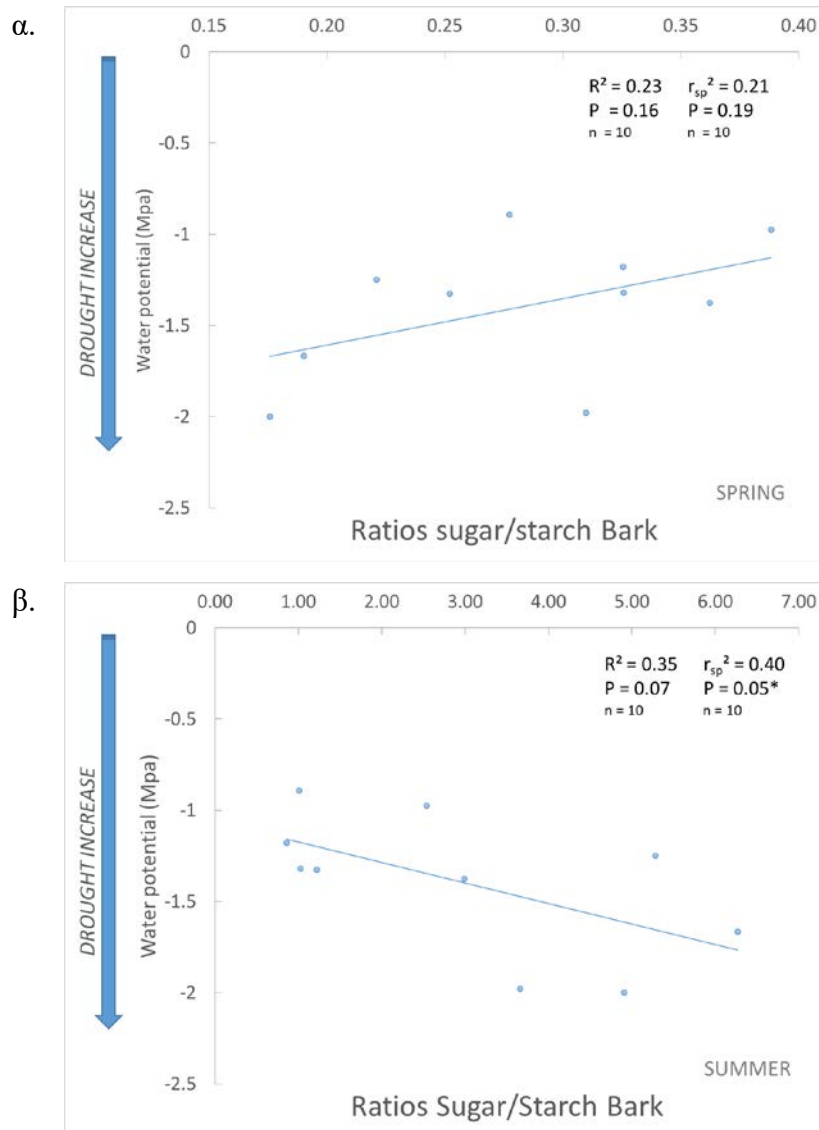 α.
0.15 0.20 0.25 0.30 0.35 0.40
0
-0.5
-1
-1.5
-2
-2.5
DROUGHT INCREASE
Water potential (Mpa)
R² = 0.23 rsp² = 0.21
P = 0.16 P = 0.19
n = 10 n = 10
SPRING
Ratios sugar/starch Bark
β.
0.00 1.00 2.00 3.00 4.00 5.00 6.00 7.00
0
-0.5
-1
-1.5
-2
-2.5
DROUGHT INCREASE
Water potential (Mpa)
R² = 0.35 rsp² = 0.40
P = 0.07 P = 0.05*
n = 10 n = 10
SUMMER
Ratios Sugar/Starch Bark